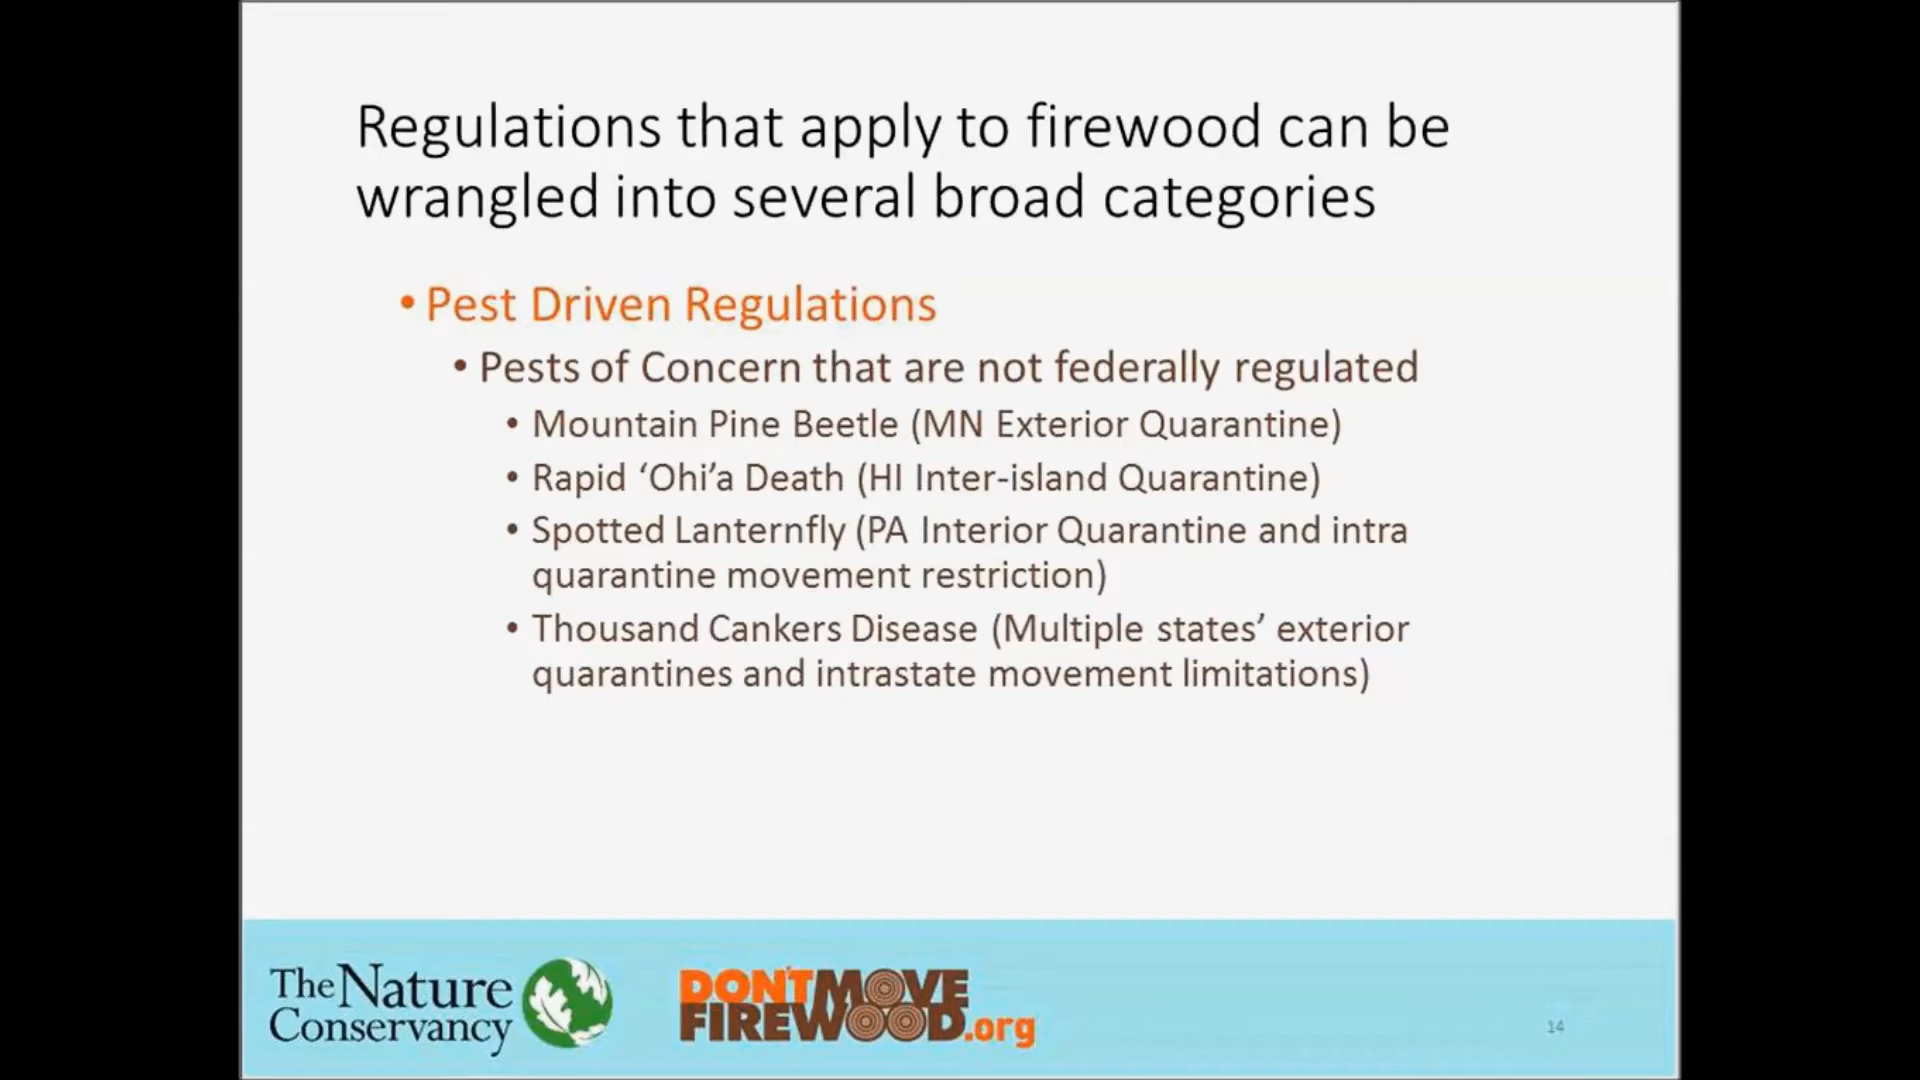 Regulations that apply to firewood can be
wrangled into several broad categories
• Pest Driven Regulations
• Pests of Concern that are not federally regulated
• Mountain Pine Beetle (MN Exterior Quarantine)
• Rapid ‘Ohi’a Death (HI Inter-island Quarantine)
• Spotted Lanternfly (PA Interior Quarantine and intra
quarantine movement restriction)
• Thousand Cankers Disease (Multiple states’ exterior
quarantines and intrastate movement limitations)
The Nature
Conservancy
DON'T MOVE
FIREWOOD.org
14